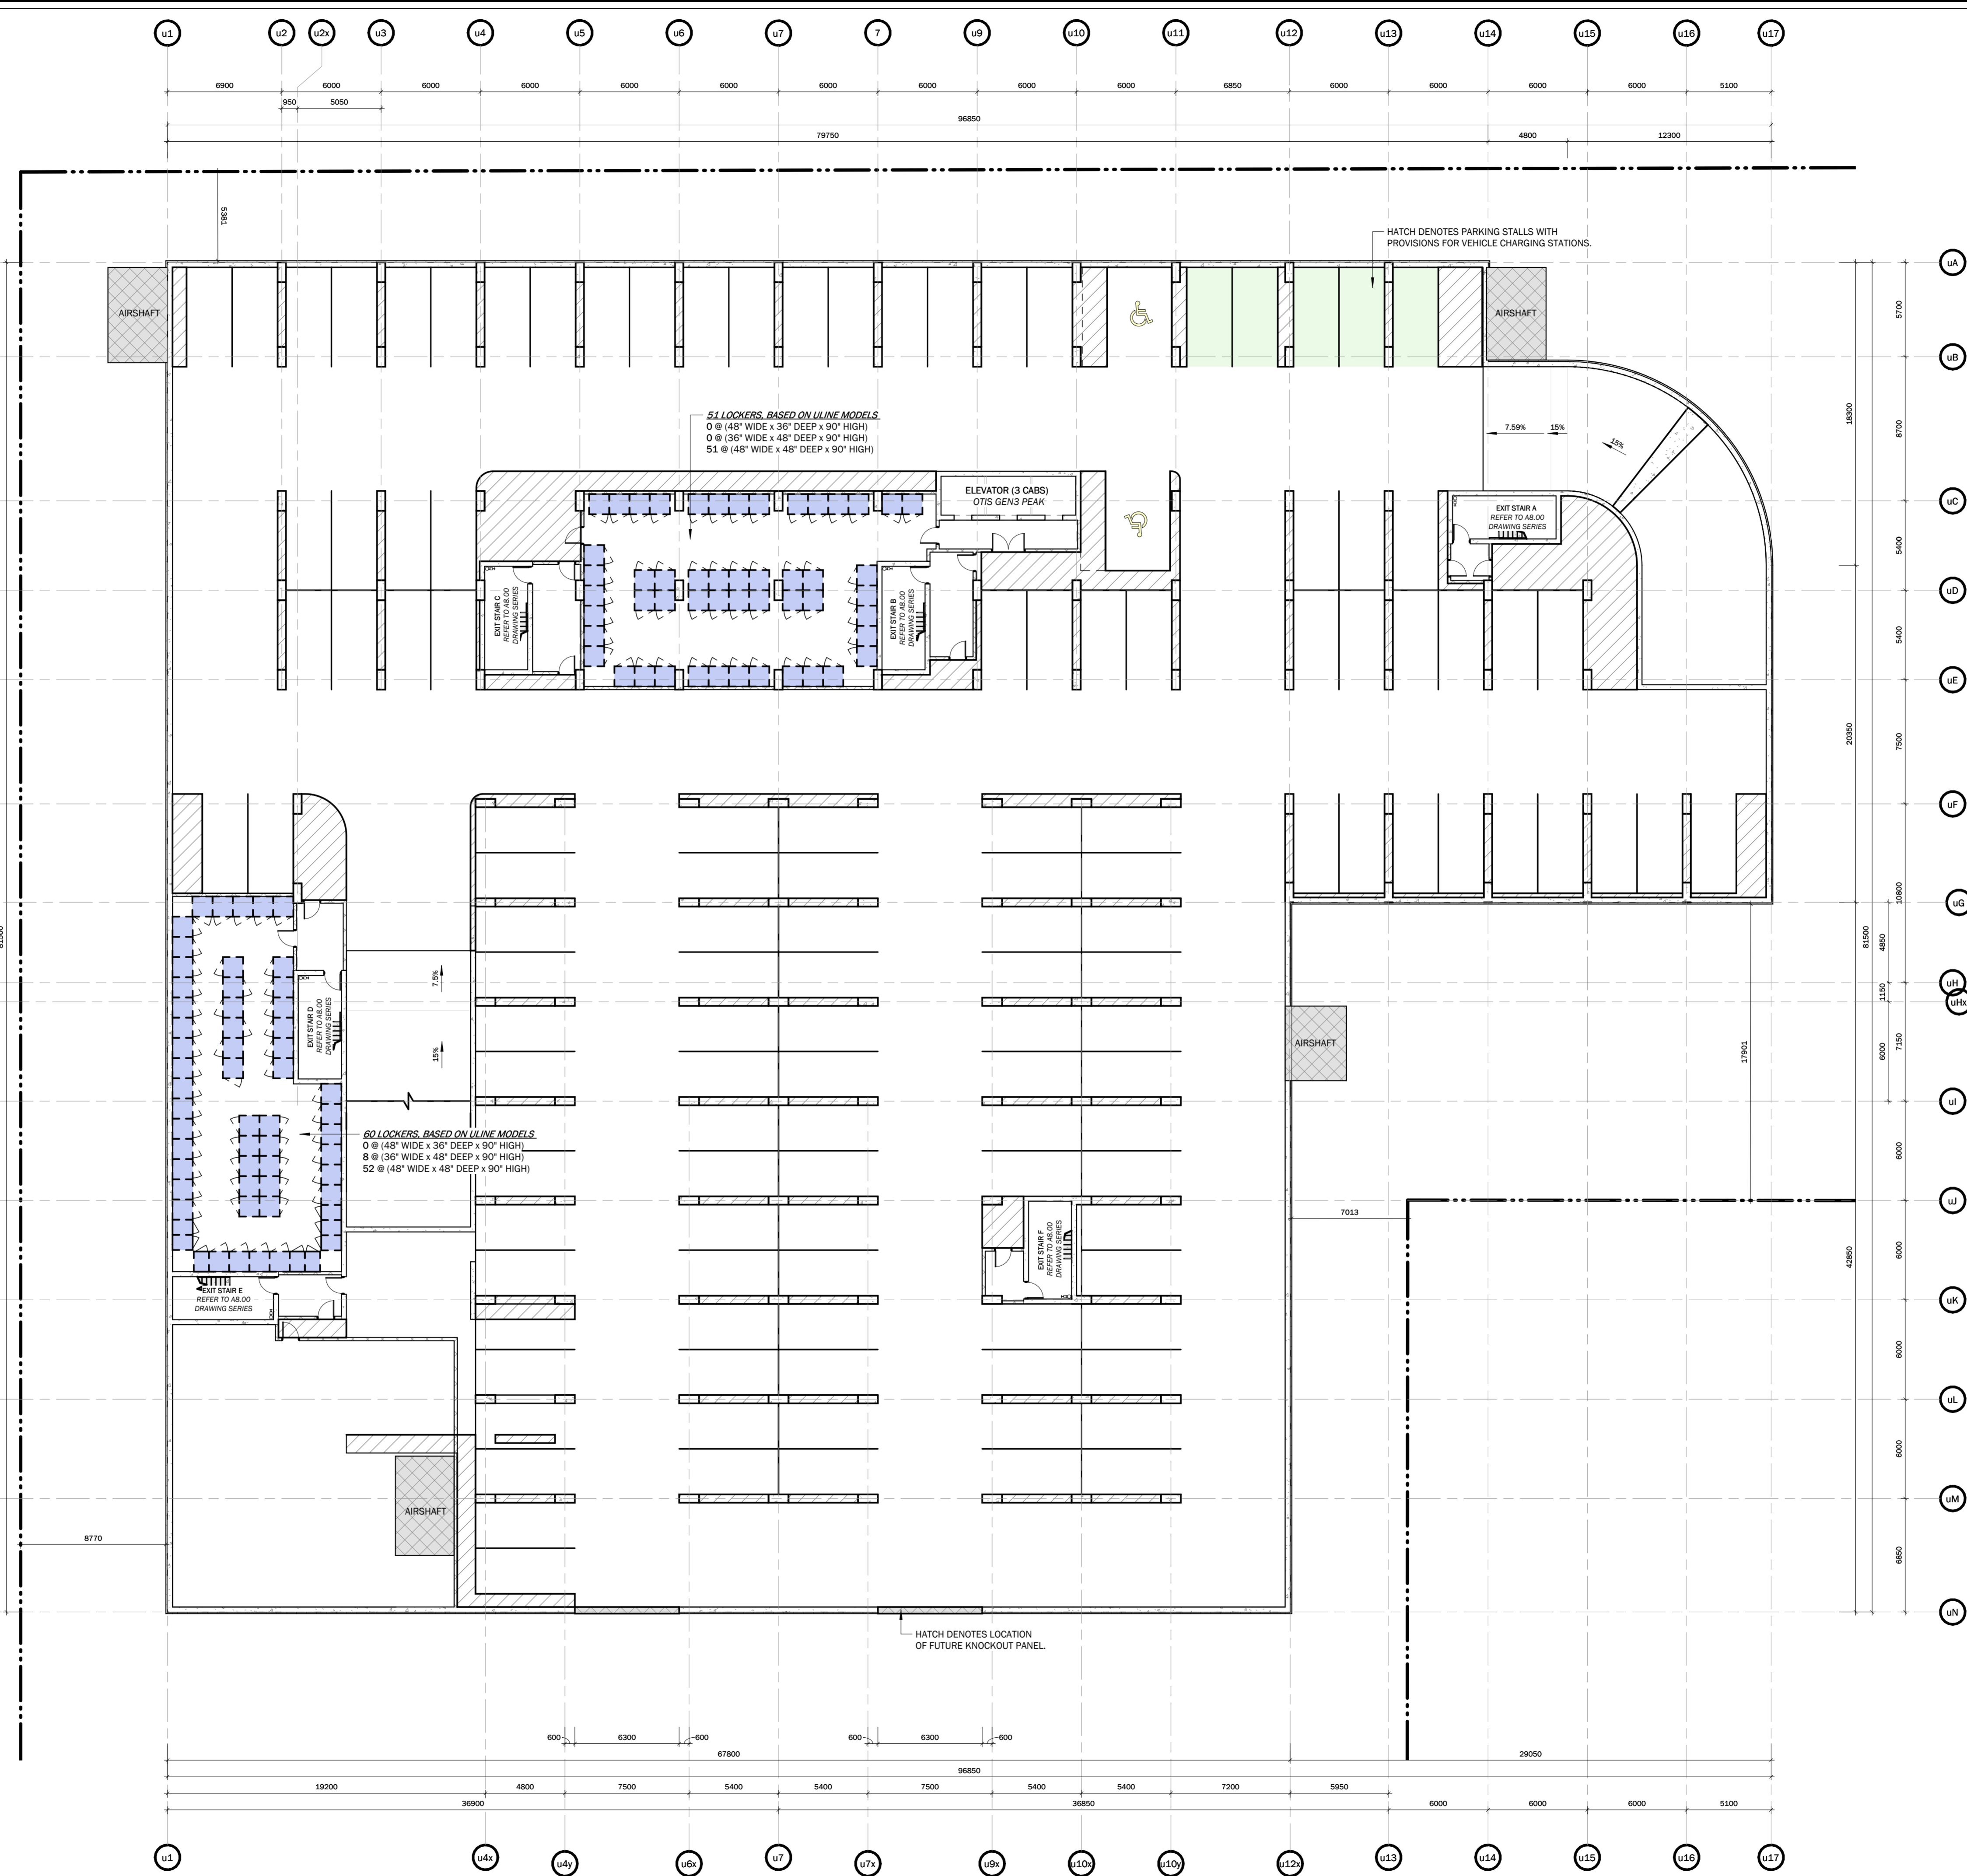 u1 u2 u2x u3 u4 u5 u6 u7 7 u9 u10 u11 u12 u13 u14 u15 u16 u17
6900 6000 6000 6000 6000 6000 6000 6000 6000 6000 6850 6000 6000 6000 6000 5100
950 5050
96850
79750 4800 12300
5381
HATCH DENOTES PARKING STALLS WITH
PROVISIONS FOR VEHICLE CHARGING STATIONS.
uA
AIRSHAFT
AIRSHAFT
5700
uB
51 LOCKERS, BASED ON ULINE MODELS
0 @ (48" WIDE x 36" DEEP x 90" HIGH)
0 @ (36" WIDE x 48" DEEP x 90" HIGH)
51 @ (48" WIDE x 48" DEEP x 90" HIGH)
7.59% 15%
15%
18300
8700
ELEVATOR (3 CABS)
OTIS GEN3 PEAK
uC
EXIT STAIR A
REFER TO A8.00
DRAWING SERIES
5400
EXIT STAIR C
REFER TO A8.00
DRAWING SERIES
EXIT STAIR B
REFER TO A8.00
DRAWING SERIES
uD
5400
uE
20350
7500
uF
10800
uG
81500
81500
4850
7.5%
uH
1150
uHx
EXIT STAIR D
REFER TO A8.00
DRAWING SERIES
15%
AIRSHAFT
17901
6000
7150
uI
60 LOCKERS, BASED ON ULINE MODELS
0 @ (48" WIDE x 36" DEEP x 90" HIGH)
8 @ (36" WIDE x 48" DEEP x 90" HIGH)
52 @ (48" WIDE x 48" DEEP x 90" HIGH)
6000
uJ
7013
EXIT STAIR F
REFER TO A8.00
DRAWING SERIES
42850
6000
EXIT STAIR E
REFER TO A8.00
DRAWING SERIES
uK
6000
uL
6000
AIRSHAFT
uM
8770
6850
uN
HATCH DENOTES LOCATION
OF FUTURE KNOCKOUT PANEL.
600 6300 600 600 6300 600
67800 29050
96850
19200 4800 7500 5400 5400 7500 5400 5400 7200 5950
36900 36850 6000 6000 6000 5100
u1 u4x u4y u6x u7 u7x u9x u10x u10y u12x u13 u14 u15 u16 u17